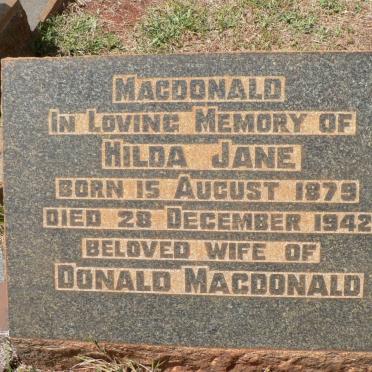 MACDONALD
IN LOVING MEMORY OF
HILDA JANE
BORN 15 AUGUST 1879
DIED 28 DECEMBER 1942
BELOVED WIFE OF
DONALD MACDONALD